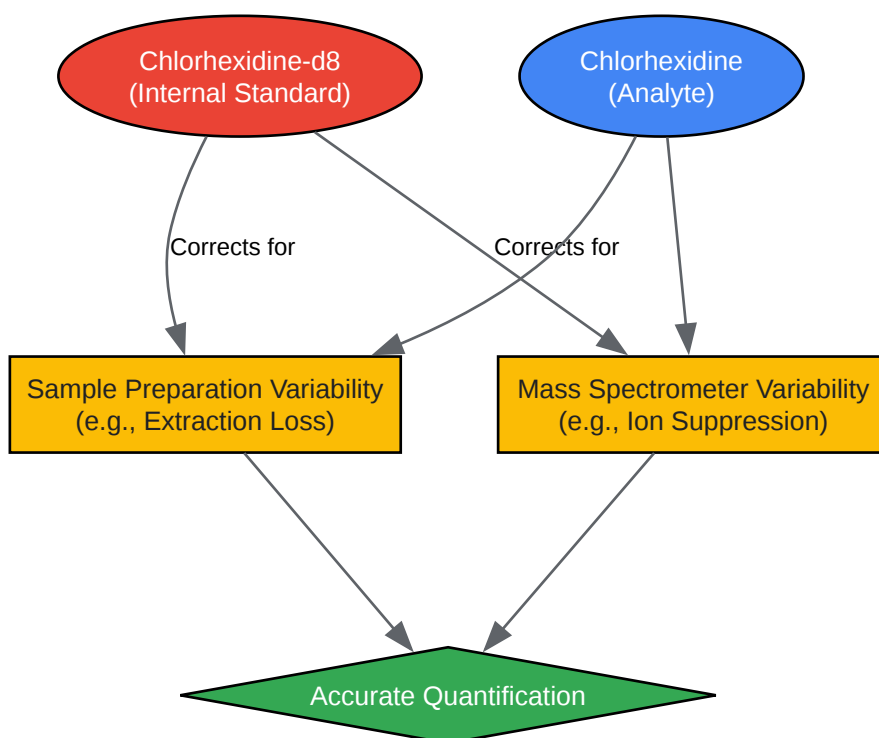 Chlorhexidine-d8
(Internal Standard)
Chlorhexidine
(Analyte)
Corrects for
Corrects for
Sample Preparation Variability
(e.g., Extraction Loss)
Mass Spectrometer Variability
(e.g., Ion Suppression)
Accurate Quantification